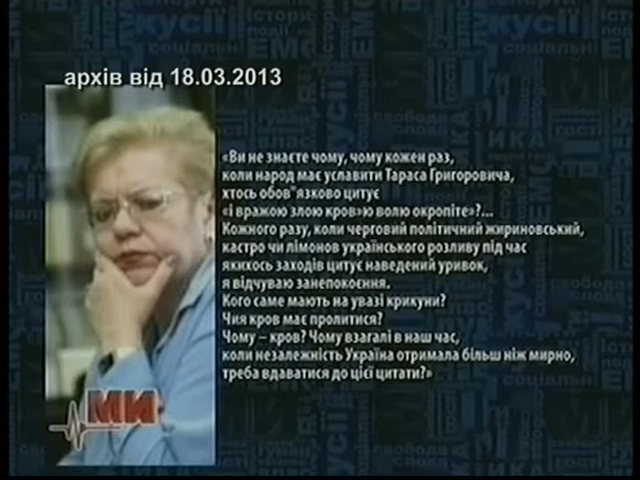 архів від 18.03.2013
«Ви не знаєте чому, чому кожен раз,
коли народ має уславити Тараса Григоровича,
хтось обов"язково цитує
«і вражою злою кров»ю волю окропите»?...
Кожного разу, коли черговий політичний жириновський,
кастро чи лімонов українського розливу під час
якихось заходів цитує наведений уривок,
я відчуваю занепокоєння.
Кого саме мають на увазі крикуни?
Чия кров має пролитися?
Чому – кров? Чому взагалі в наш час,
коли незалежність Україна отримала більш ніж мирно,
треба вдаватися до цієї цитати?»
МИ